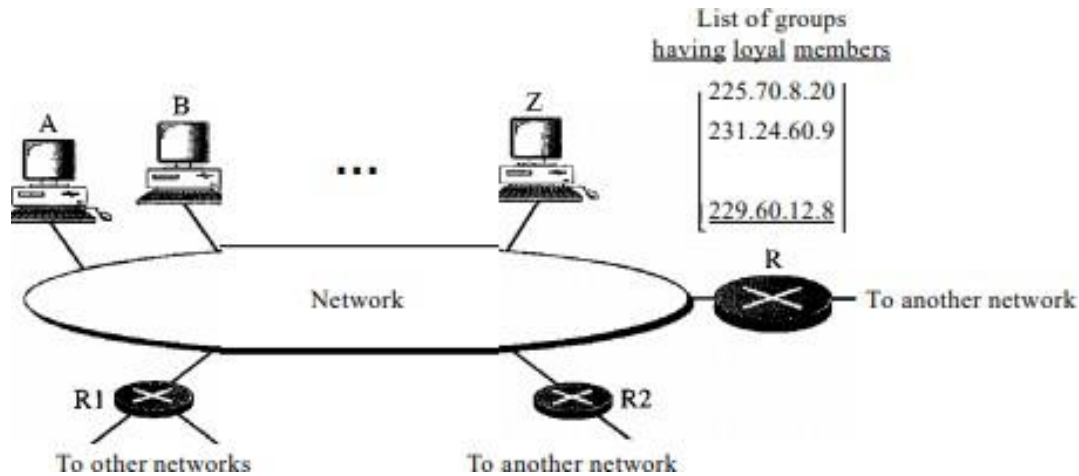 List of groups
having loyal members
225.70.8.20
231.24.60.9
229.60.12.8
A
B
Z
...
R
Network
To another network
R1
R2
To other networks
To another network